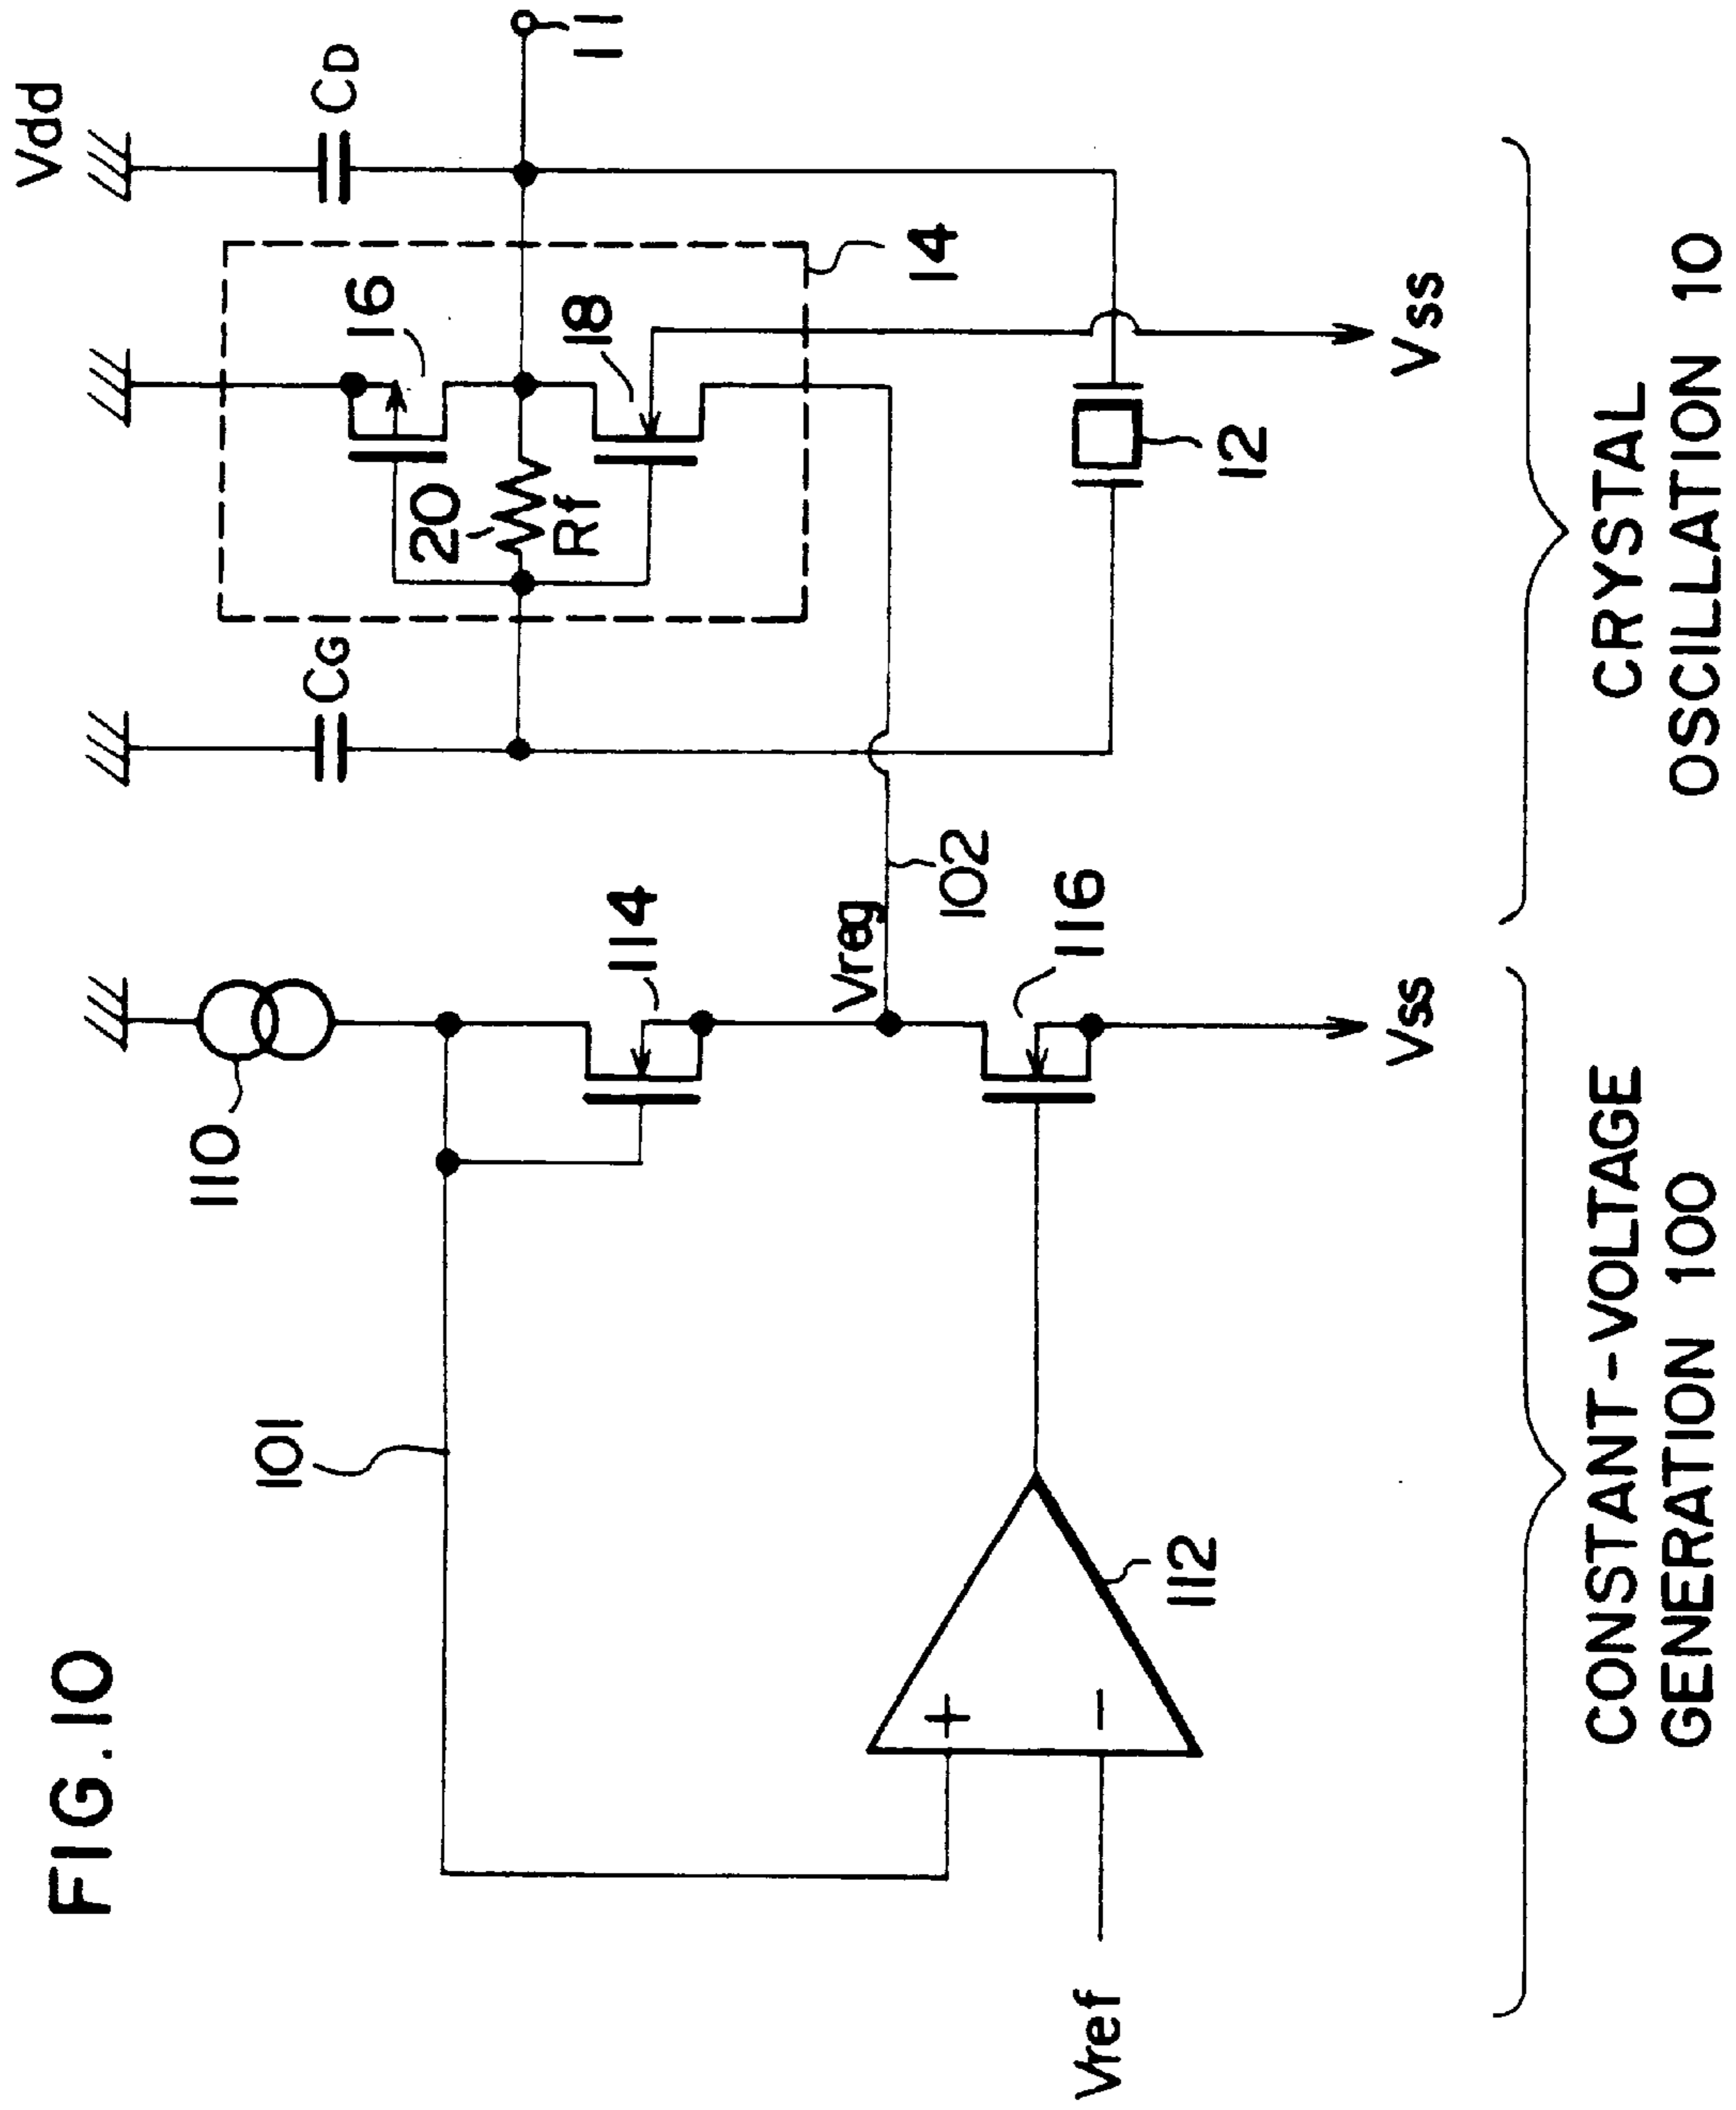 FIG.10
Vdd
CG
CD
11
16
20
Rf
18
14
12
Vss
110
101
114
Vreg
102
116
Vss
112
+
−
Vref
CONSTANT-VOLTAGE
GENERATION 100
CRYSTAL
OSCILLATION 10